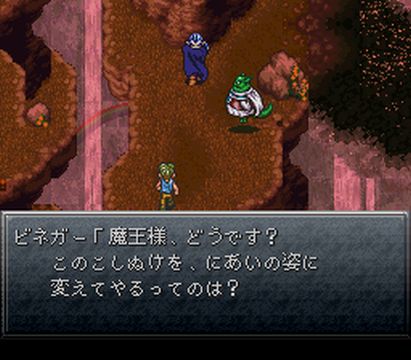 ビネガー「魔王様、どうです?
このこしぬけを、にあいの姿に
変えてやるってのは?